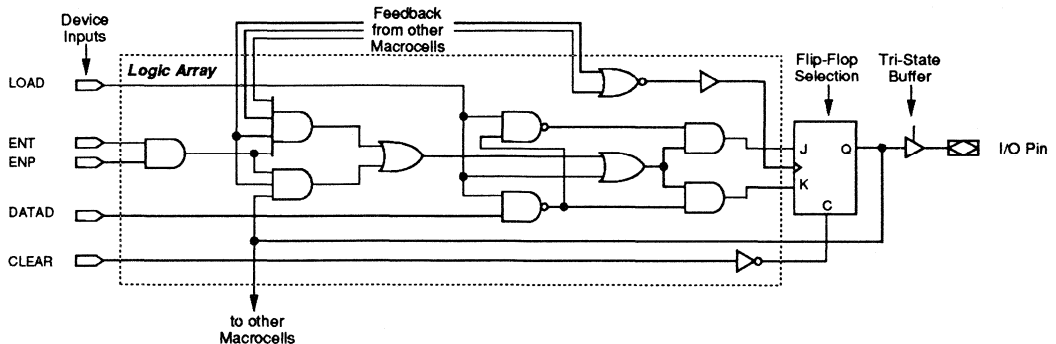 Device
Inputs
Feedback
from other
Macrocells
Logic Array
Flip-Flop
Selection
Tri-State
Buffer
LOAD
ENT
ENP
J
Q
I/O Pin
K
DATAD
C
CLEAR
to other
Macrocells